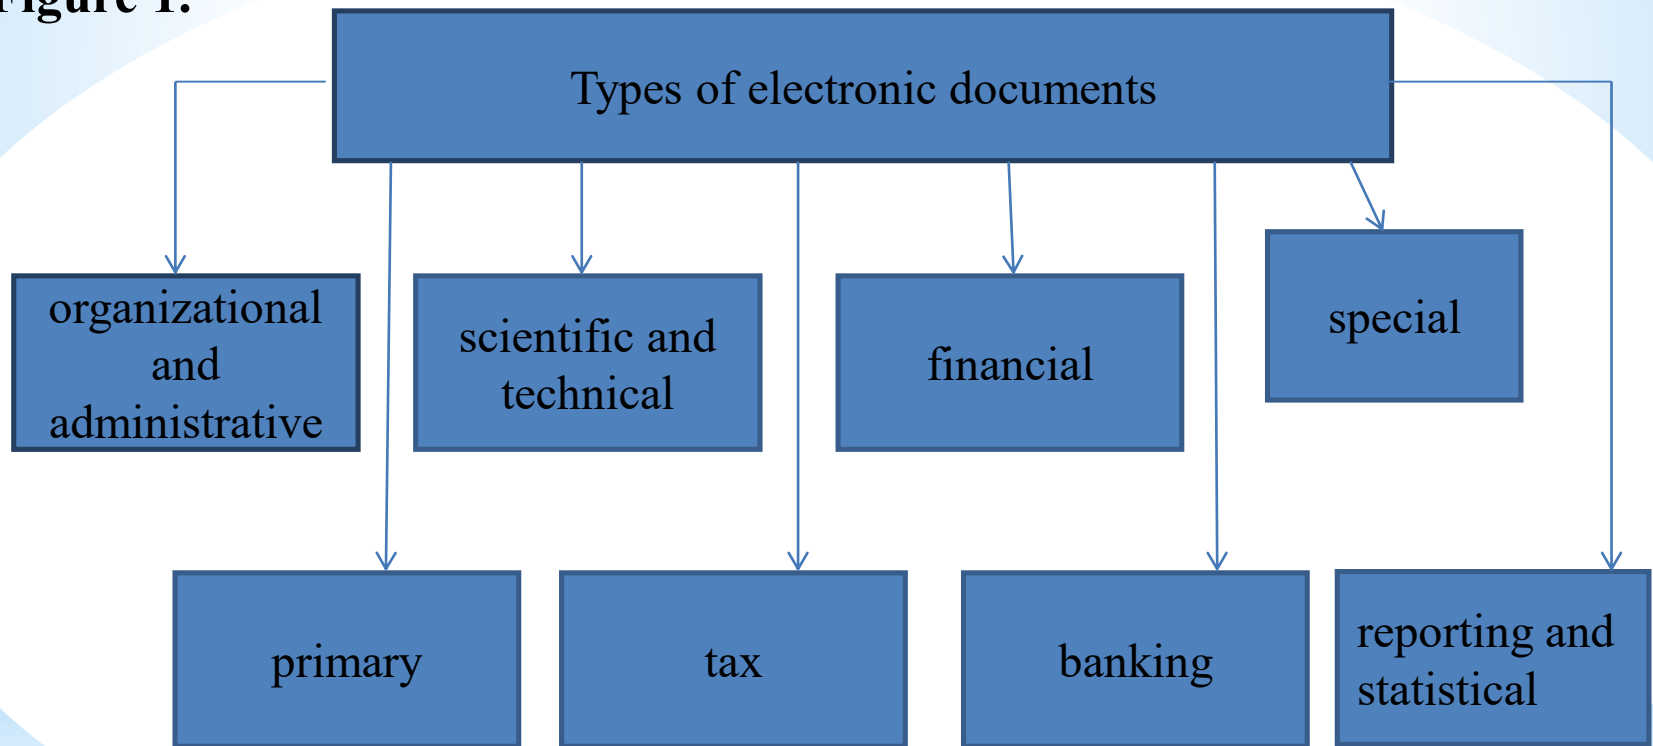 Figure 1.
Types of electronic documents
organizational
and
administrative
scientific and
technical
financial
special
primary
tax
banking
reporting and
statistical